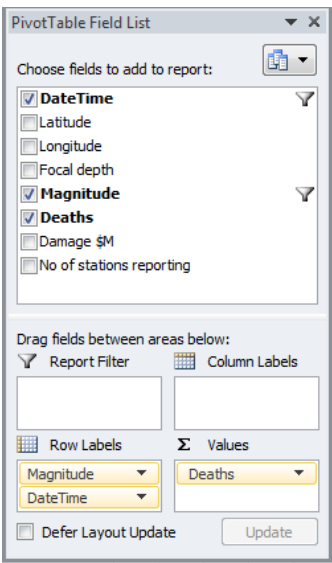 PivotTable Field List
Choose fields to add to report:
DateTime
Latitude
Longitude
Focal depth
Magnitude
Deaths
Damage $M
No of stations reporting
Drag fields between areas below:
Report Filter
Column Labels
Row Labels
Σ Values
Magnitude
Deaths
DateTime
Defer Layout Update
Update